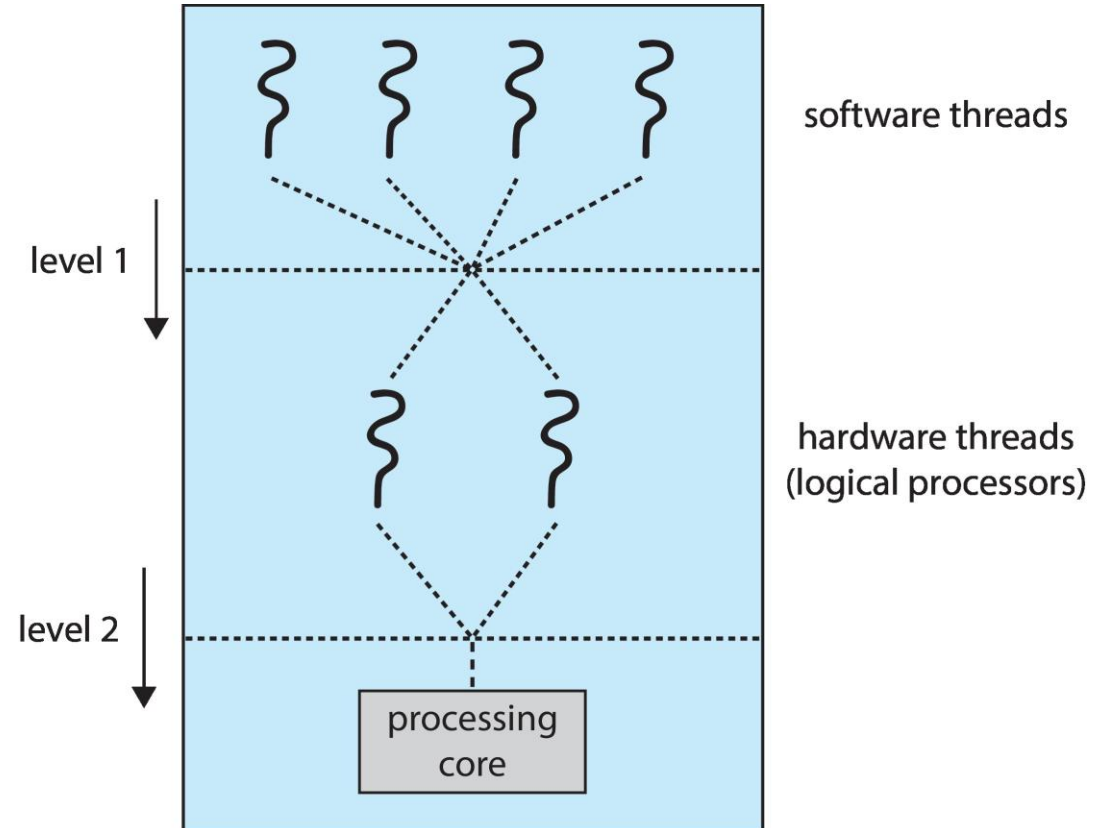 software threads
level 1
hardware threads
(logical processors)
level 2
processing
core